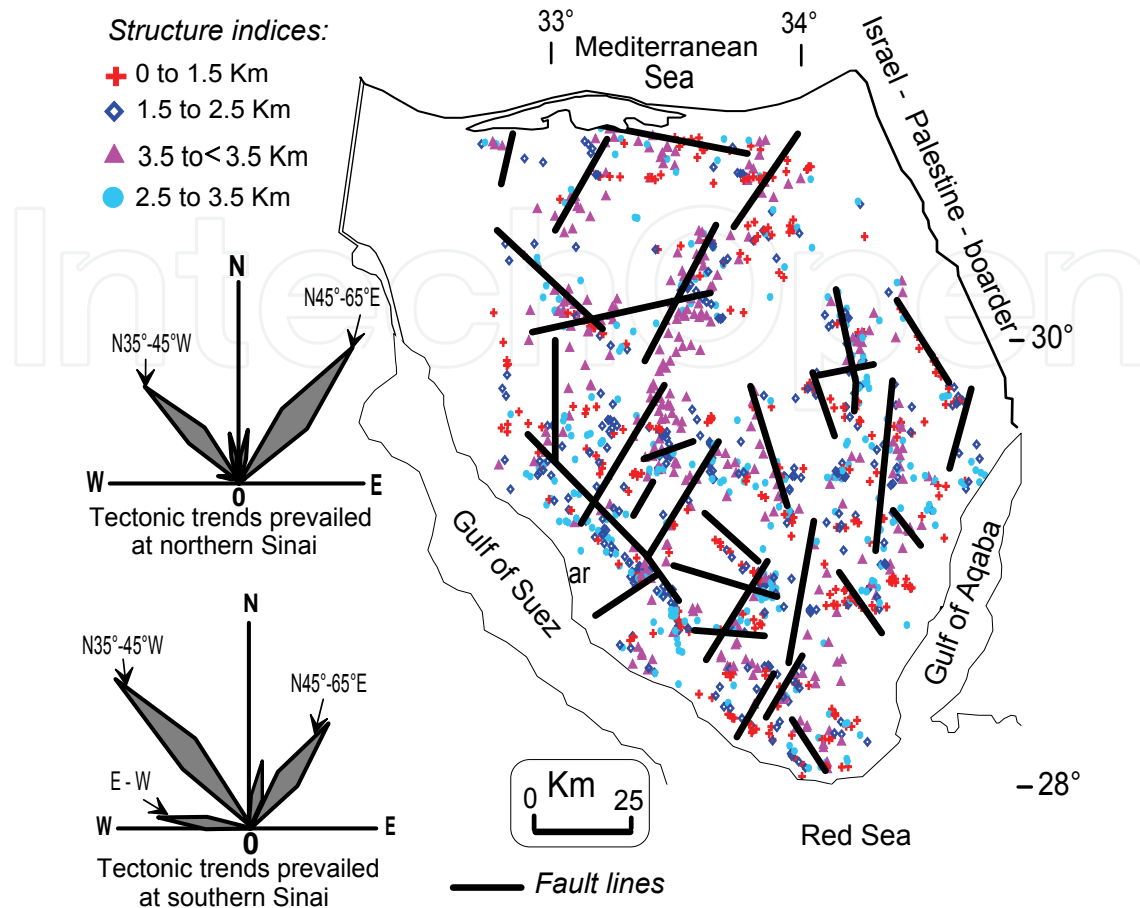 Structure indices:
0 to 1.5 Km
1.5 to 2.5 Km
3.5 to< 3.5 Km
2.5 to 3.5 Km
33°
34°
Mediterranean
Sea
Israel - Palestine - boarder
30°
28°
IntechOpen
N
N45°-65°E
N35°-45°W
W
E
0
Tectonic trends prevailed
at northern Sinai
N
N35°-45°W
N45°-65°E
E - W
W
E
0
Tectonic trends prevailed
at southern Sinai
Gulf of Suez
ar
Gulf of Aqaba
Km
0 25
Red Sea
Fault lines